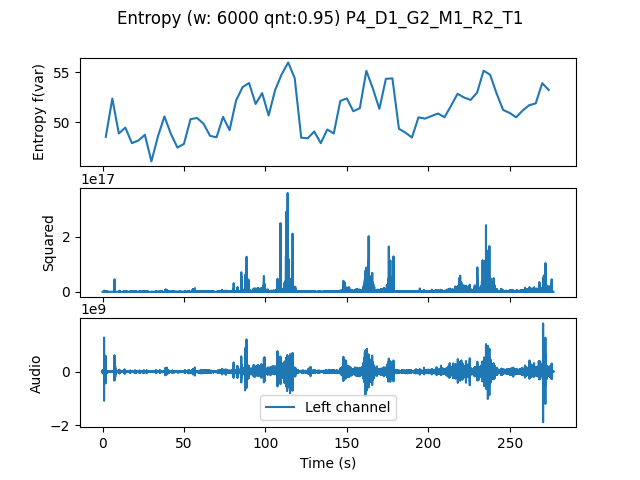 Entropy (w: 6000 qnt:0.95) P4_D1_G2_M1_R2_T1
Entropy f(var)
55
50
1e17
Squared
2
0
1e9
Audio
0
−2
Left channel
0
50
100
150
200
250
Time (s)